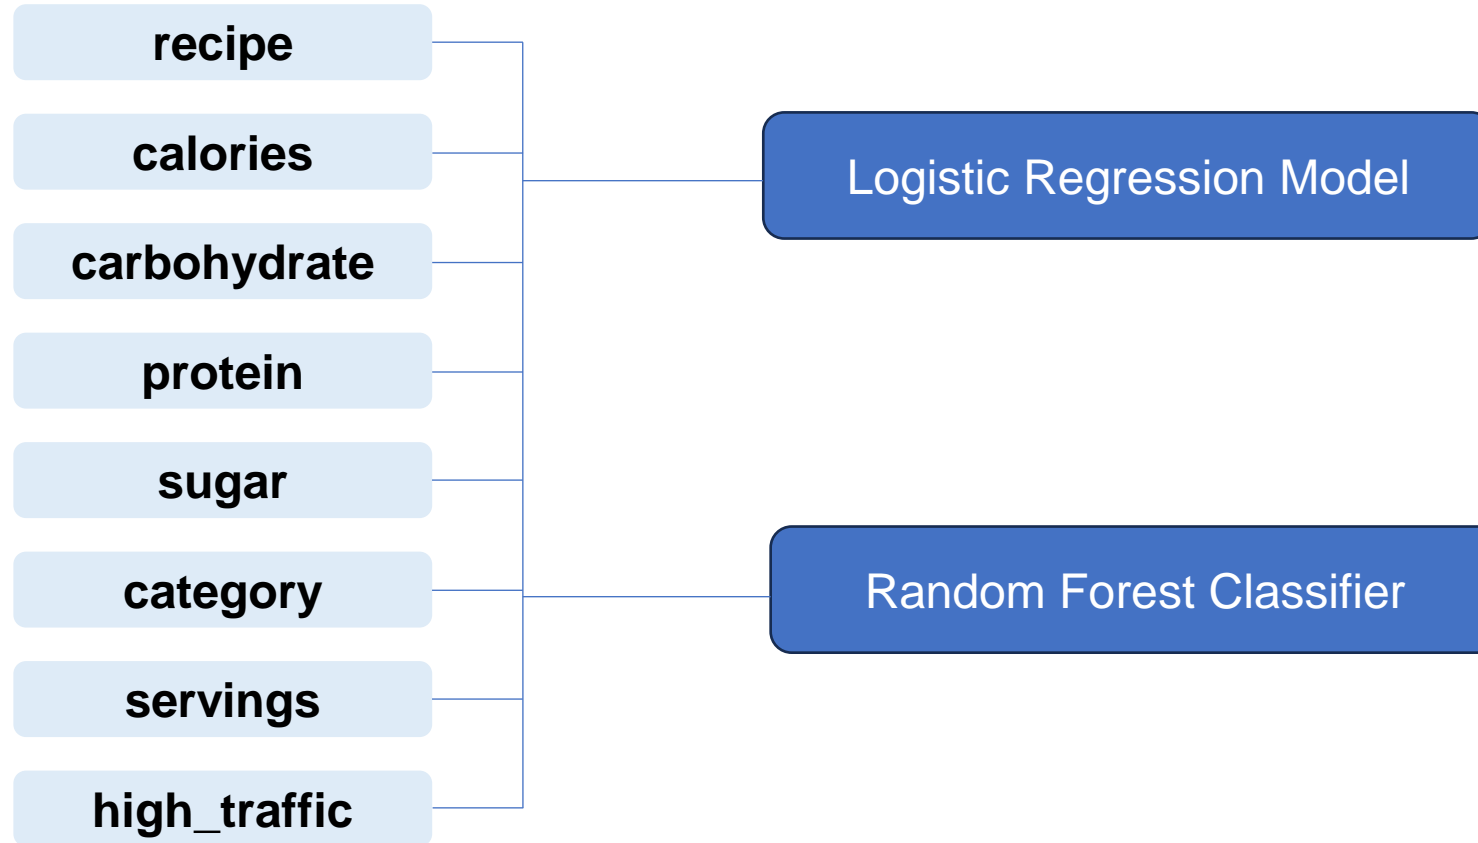 recipe
calories
carbohydrate
protein
sugar
category
servings
high_traffic
Logistic Regression Model
Random Forest Classifier